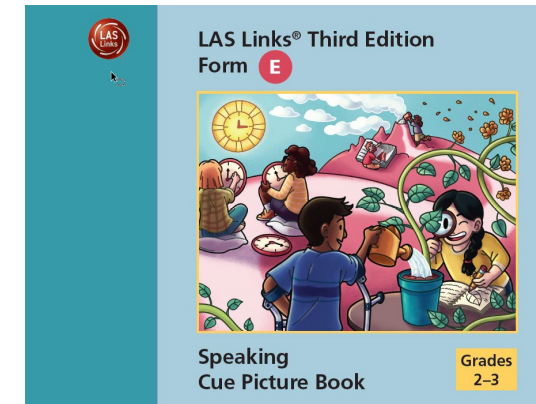 LAS
Links
LAS Links® Third Edition
Form E
Speaking
Cue Picture Book
Grades
2–3